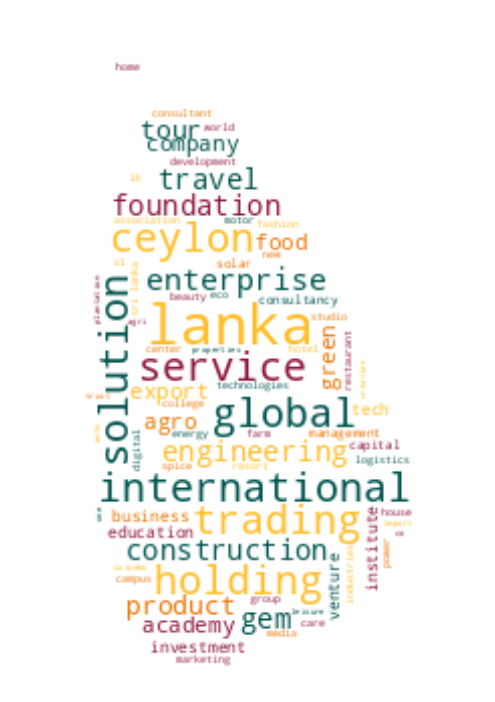 home
consultant
tour world
company
development
lk travel
foundation
association motor fashion
ceylon food
new
solar
sl
sri lanka
enterprise
plantation
beauty eco consultancy
agri
lanka studio
solution
center properties hotel
service
green
restaurant
technologies
export
college
global tech
agro
energy farm management
digital
engineering capital
logistics
spice resort
international
business trading house
institute
education co
construction
power
industries
colombo
campus holding
venture
product group
gem leisure
academy care
media
investment
marketing